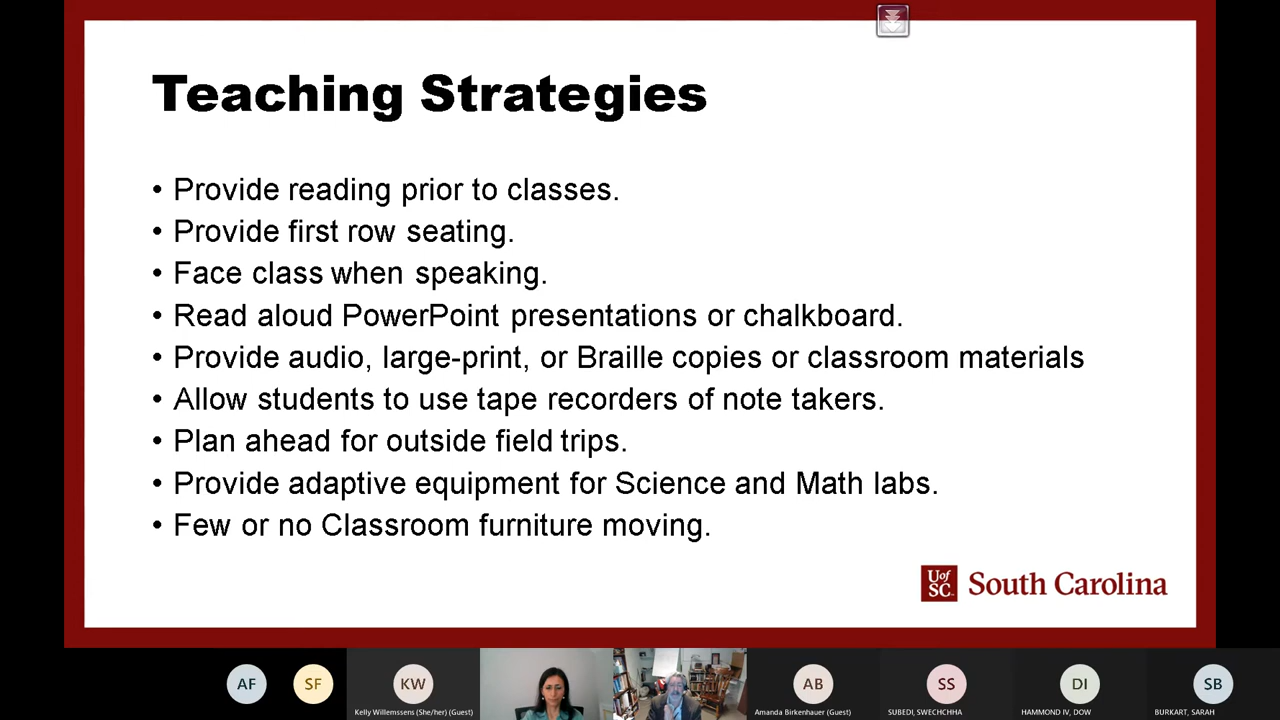 Teaching Strategies
• Provide reading prior to classes.
• Provide first row seating.
• Face class when speaking.
• Read aloud PowerPoint presentations or chalkboard.
• Provide audio, large-print, or Braille copies or classroom materials
• Allow students to use tape recorders of note takers.
• Plan ahead for outside field trips.
• Provide adaptive equipment for Science and Math labs.
• Few or no Classroom furniture moving.
UofSC South Carolina
AF
SF
KW
AB
SS
DI
SB
Kelly Willemssens (She/her) (Guest)
Amanda Birkenhauer (Guest)
SUBEDI, SWECHCHHA
HAMMOND IV, DOW
BURKART, SARAH